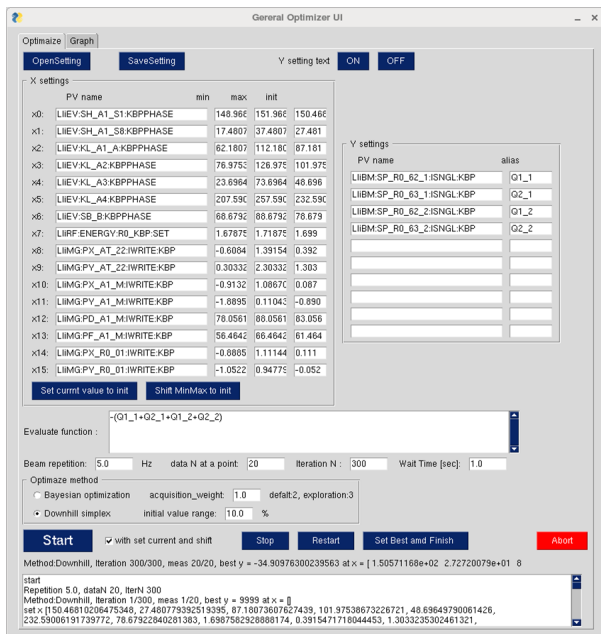 Gereral Optimizer UI
Optimaize Graph
OpenSetting SaveSetting Y setting text ON OFF
X settings
PV name min max init
x0: LIiEV:SH_A1_S1:KBPPHASE 148.968 151.968 150.468
x1: LIiEV:SH_A1_S8:KBPPHASE 17.4807 37.4807 27.481
x2: LIiEV:KL_A1_A:KBPPHASE 62.1807 112.180 87.181
x3: LIiEV:KL_A2:KBPPHASE 76.9753 126.975 101.975
x4: LIiEV:KL_A3:KBPPHASE 23.6964 73.6964 48.696
x5: LIiEV:KL_A4:KBPPHASE 207.590 257.590 232.590
x6: LIiEV:SB_B:KBPPHASE 68.6792 88.6792 78.679
x7: LIiRF:ENERGY:R0_KBP:SET 1.67875 1.71875 1.699
x8: LIiMG:PX_AT_22:IWRITE:KBP -0.6084 1.39154 0.392
x9: LIiMG:PY_AT_22:IWRITE:KBP 0.30332 2.30332 1.303
x10: LIiMG:PX_A1_M:IWRITE:KBP -0.9132 1.08670 0.087
x11: LIiMG:PY_A1_M:IWRITE:KBP -1.8895 0.11043 -0.890
x12: LIiMG:PD_A1_M:IWRITE:KBP 78.0561 88.0561 83.056
x13: LIiMG:PF_A1_M:IWRITE:KBP 56.4642 66.4642 61.464
x14: LIiMG:PX_R0_01:IWRITE:KBP -0.8885 1.11144 0.111
x15: LIiMG:PY_R0_01:IWRITE:KBP -1.0522 0.94779 -0.052
Set currnt value to init Shift MinMax to init
Y settings
PV name alias
LIiBM:SP_R0_62_1:ISNGL:KBP Q1_1
LIiBM:SP_R0_63_1:ISNGL:KBP Q2_1
LIiBM:SP_R0_62_2:ISNGL:KBP Q1_2
LIiBM:SP_R0_63_2:ISNGL:KBP Q2_2
Evaluate function : -(Q1_1+Q2_1+Q1_2+Q2_2)
Beam repetition: 5.0 Hz data N at a point: 20 Iteration N : 300 Wait Time [sec]: 1.0
Optimaze method
Bayesian optimization acquisition_weight: 1.0 defalt:2, exploration:3
Downhill simplex initial value range: 10.0 %
Start with set current and shift Stop Restart Set Best amd Finish Abort
Method:Downhill, Iteration 300/300, meas 20/20, best y = -34.90976300239563 at x = [ 1.50571168e+02 2.72720079e+01 8
start
Repetition 5.0, dataN 20, IterN 300
Method:Downhill, Iteration 1/300, meas 1/20, best y = 9999 at x = []
set x [150.46810206475348, 27.480779392519395, 87.18073607627439, 101.97538673226721, 48.69649790061426,
232.59006191739772, 78.67922840281383, 1.6987582928888174, 0.3915471718044453, 1.3033235302461321,